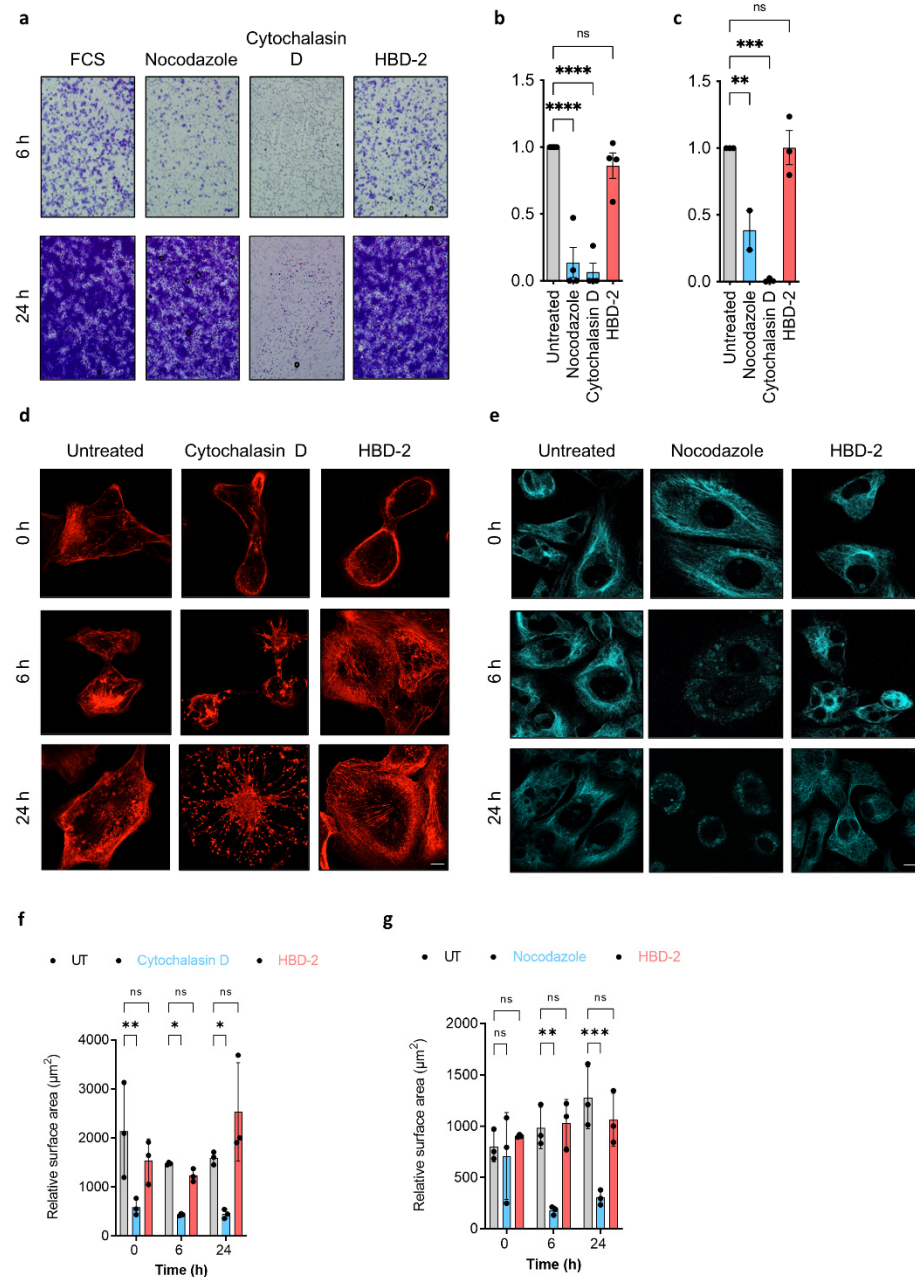 a
FCS Nocodazole Cytochalasin D HBD-2
6 h
24 h
b
ns
****
****
1.5
1.0
0.5
0.0
Untreated
Nocodazole
Cytochalasin D
HBD-2
c
ns
***
**
1.5
1.0
0.5
0.0
Untreated
Nocodazole
Cytochalasin D
HBD-2
d
Untreated Cytochalasin D HBD-2
0 h
6 h
24 h
e
Untreated Nocodazole HBD-2
0 h
6 h
24 h
f
UT Cytochalasin D HBD-2
ns ns ns
** * *
Relative surface area (µm²)
4000
3000
2000
1000
0
0 6 24
Time (h)
g
UT Nocodazole HBD-2
ns ns ns
ns ** ***
Relative surface area (µm²)
2000
1500
1000
500
0
0 6 24
Time (h)